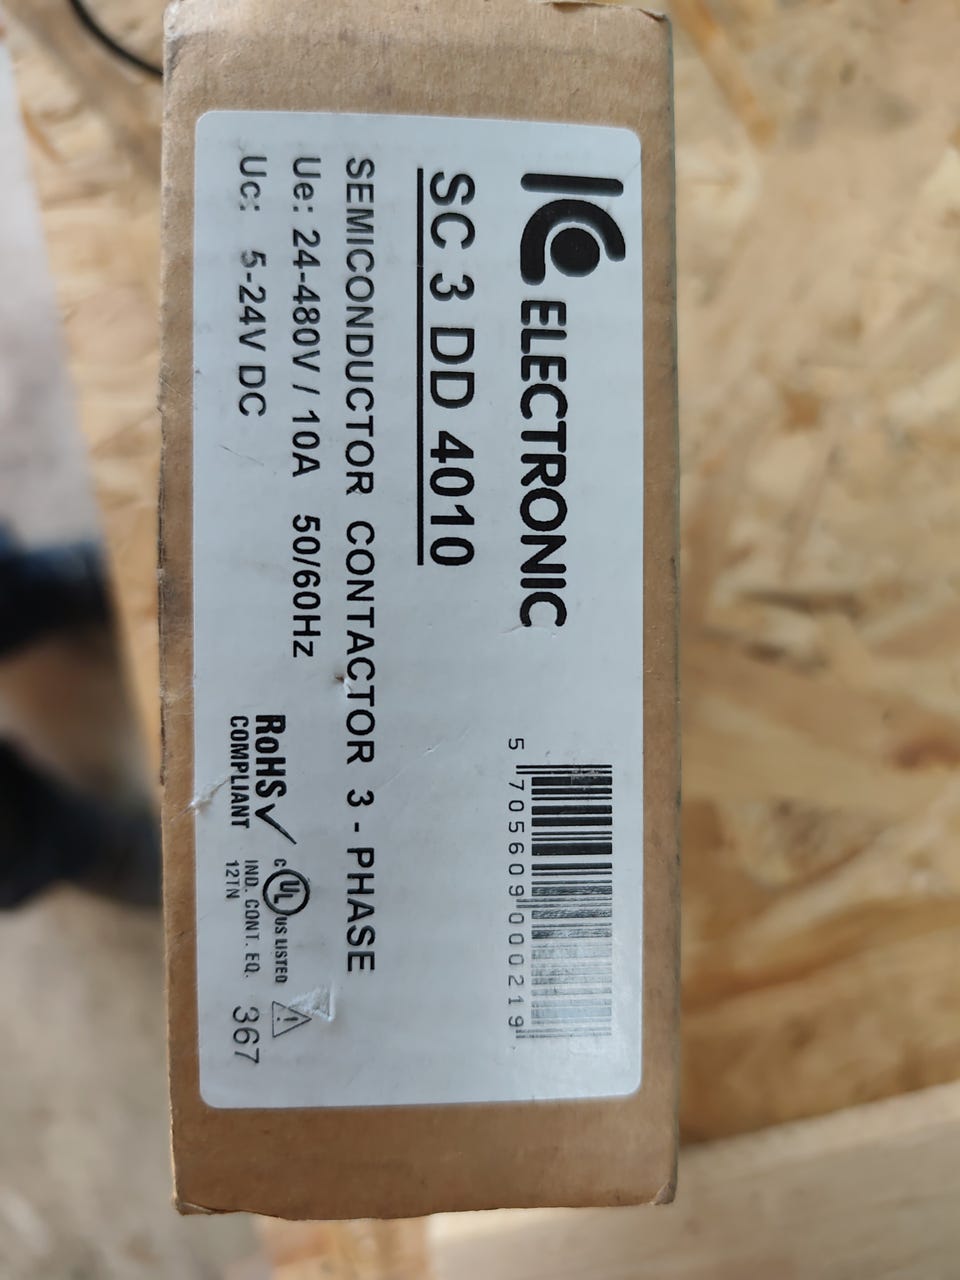 IC ELECTRONIC
5 705609 000219
SC 3 DD 4010
SEMICONDUCTOR CONTACTOR 3 - PHASE
Ue: 24-480V / 10A 50/60Hz
Uc: 5-24V DC
RoHS
COMPLIANT
c UL US LISTED
IND. CONT. EQ.
12TN
367